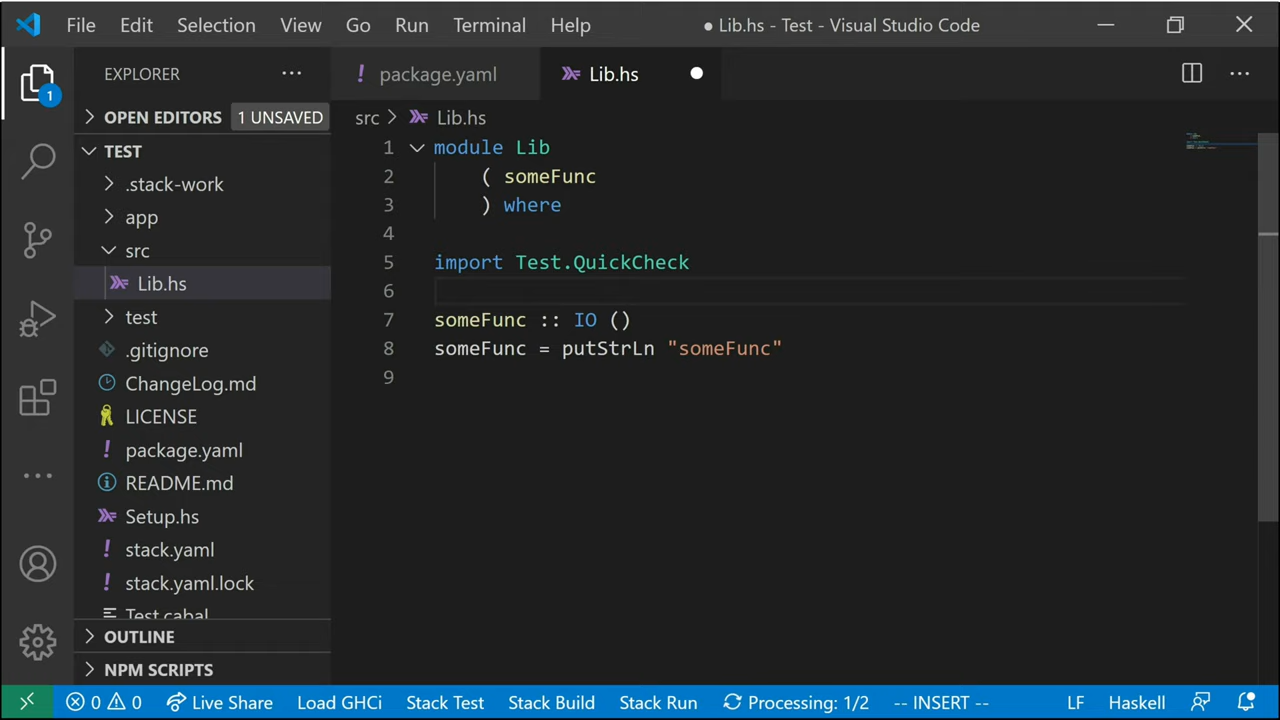 File Edit Selection View Go Run Terminal Help ● Lib.hs - Test - Visual Studio Code
EXPLORER ···
package.yaml Lib.hs
1
OPEN EDITORS 1 UNSAVED
TEST
.stack-work
app
src
Lib.hs
test
.gitignore
ChangeLog.md
LICENSE
package.yaml
README.md
Setup.hs
stack.yaml
stack.yaml.lock
Test.cabal
OUTLINE
NPM SCRIPTS
src > Lib.hs
1 module Lib
2 ( someFunc
3 ) where
4
5 import Test.QuickCheck
6
7 someFunc :: IO ()
8 someFunc = putStrLn "someFunc"
9
0 0 Live Share Load GHCi Stack Test Stack Build Stack Run Processing: 1/2 -- INSERT -- LF Haskell